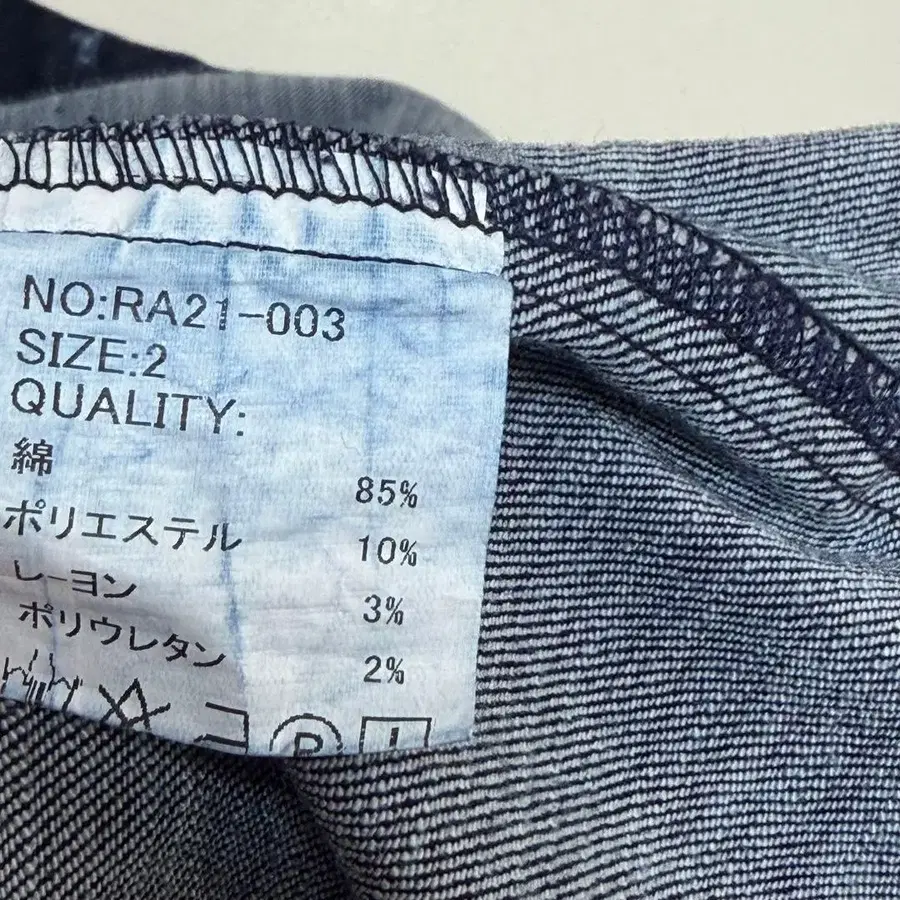 NO:RA21-003
SIZE:2
QUALITY:
綿 85%
ポリエステル 10%
レーヨン 3%
ポリウレタン 2%
P